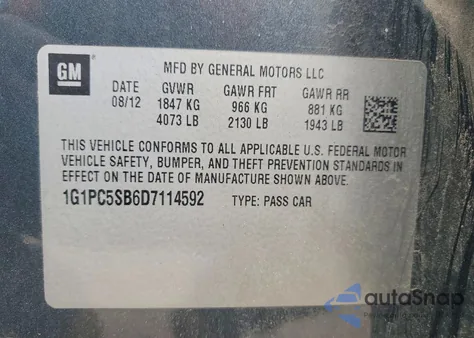 GM
MFD BY GENERAL MOTORS LLC
DATE GVWR GAWR FRT GAWR RR
08/12 1847 KG 966 KG 881 KG
4073 LB 2130 LB 1943 LB
THIS VEHICLE CONFORMS TO ALL APPLICABLE U.S. FEDERAL MOTOR
VEHICLE SAFETY, BUMPER, AND THEFT PREVENTION STANDARDS IN
EFFECT ON THE DATE OF MANUFACTURE SHOWN ABOVE.
1G1PC5SB6D7114592 TYPE: PASS CAR
autoSnap